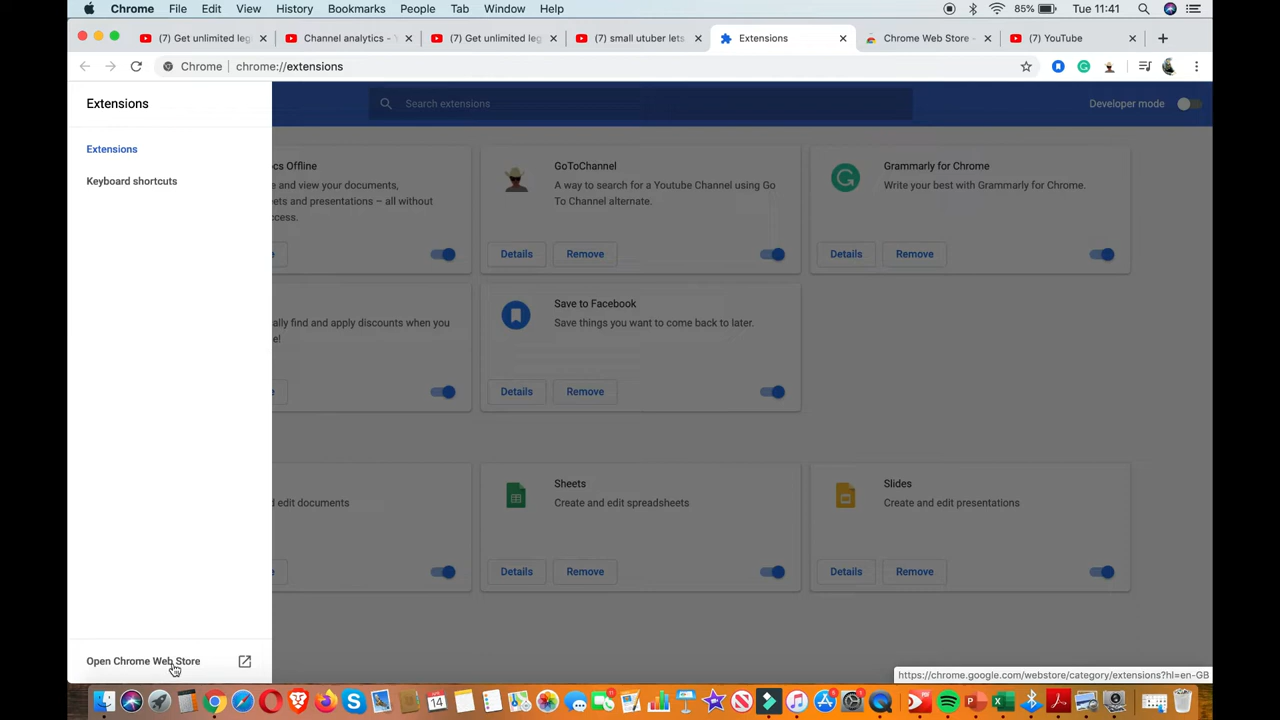 Chrome File Edit View History Bookmarks People Tab Window Help 85% Tue 11:41
(7) Get unlimited leg Channel analytics - Y (7) Get unlimited leg (7) small utuber lets Extensions Chrome Web Store - (7) YouTube
Chrome chrome://extensions
Extensions
Search extensions
Developer mode
Extensions
Keyboard shortcuts
Open Chrome Web Store
cs Offline
e and view your documents,
eets and presentations – all without
ccess.
e
GoToChannel
A way to search for a Youtube Channel using Go
To Channel alternate.
Details Remove
Grammarly for Chrome
Write your best with Grammarly for Chrome.
Details Remove
ally find and apply discounts when you
e!
e
Save to Facebook
Save things you want to come back to later.
Details Remove
d edit documents
e
Sheets
Create and edit spreadsheets
Details Remove
Slides
Create and edit presentations
Details Remove
https://chrome.google.com/webstore/category/extensions?hl=en-GB
14